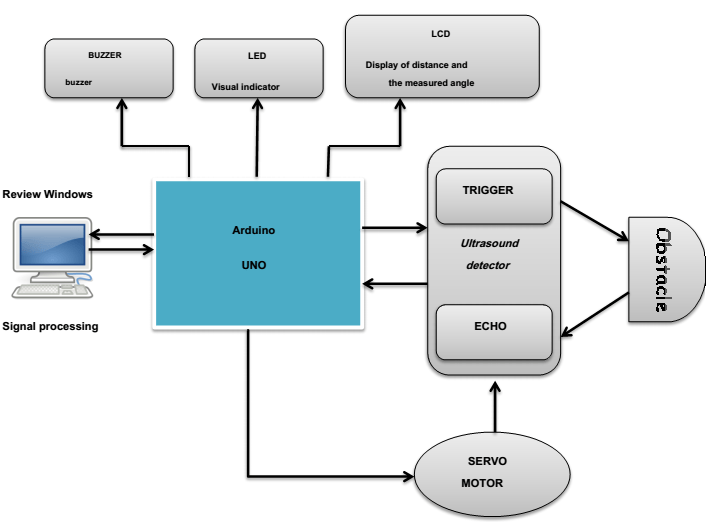 BUZZER
buzzer
LED
Visual indicator
LCD
Display of distance and
the measured angle
Review Windows
Signal processing
Arduino
UNO
TRIGGER
Ultrasound
detector
ECHO
Obstacle
SERVO
MOTOR